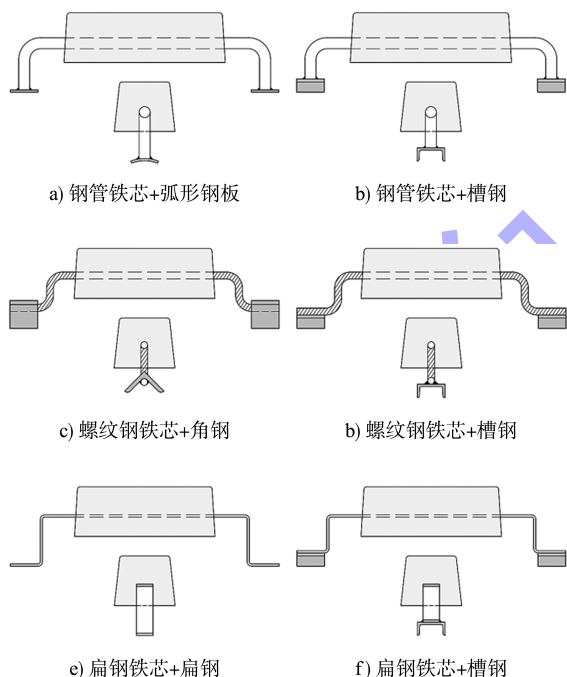 a) 钢管铁芯+弧形钢板
b) 钢管铁芯+槽钢
c) 螺纹钢铁芯+角钢
b) 螺纹钢铁芯+槽钢
e) 扁钢铁芯+扁钢
f) 扁钢铁芯+槽钢